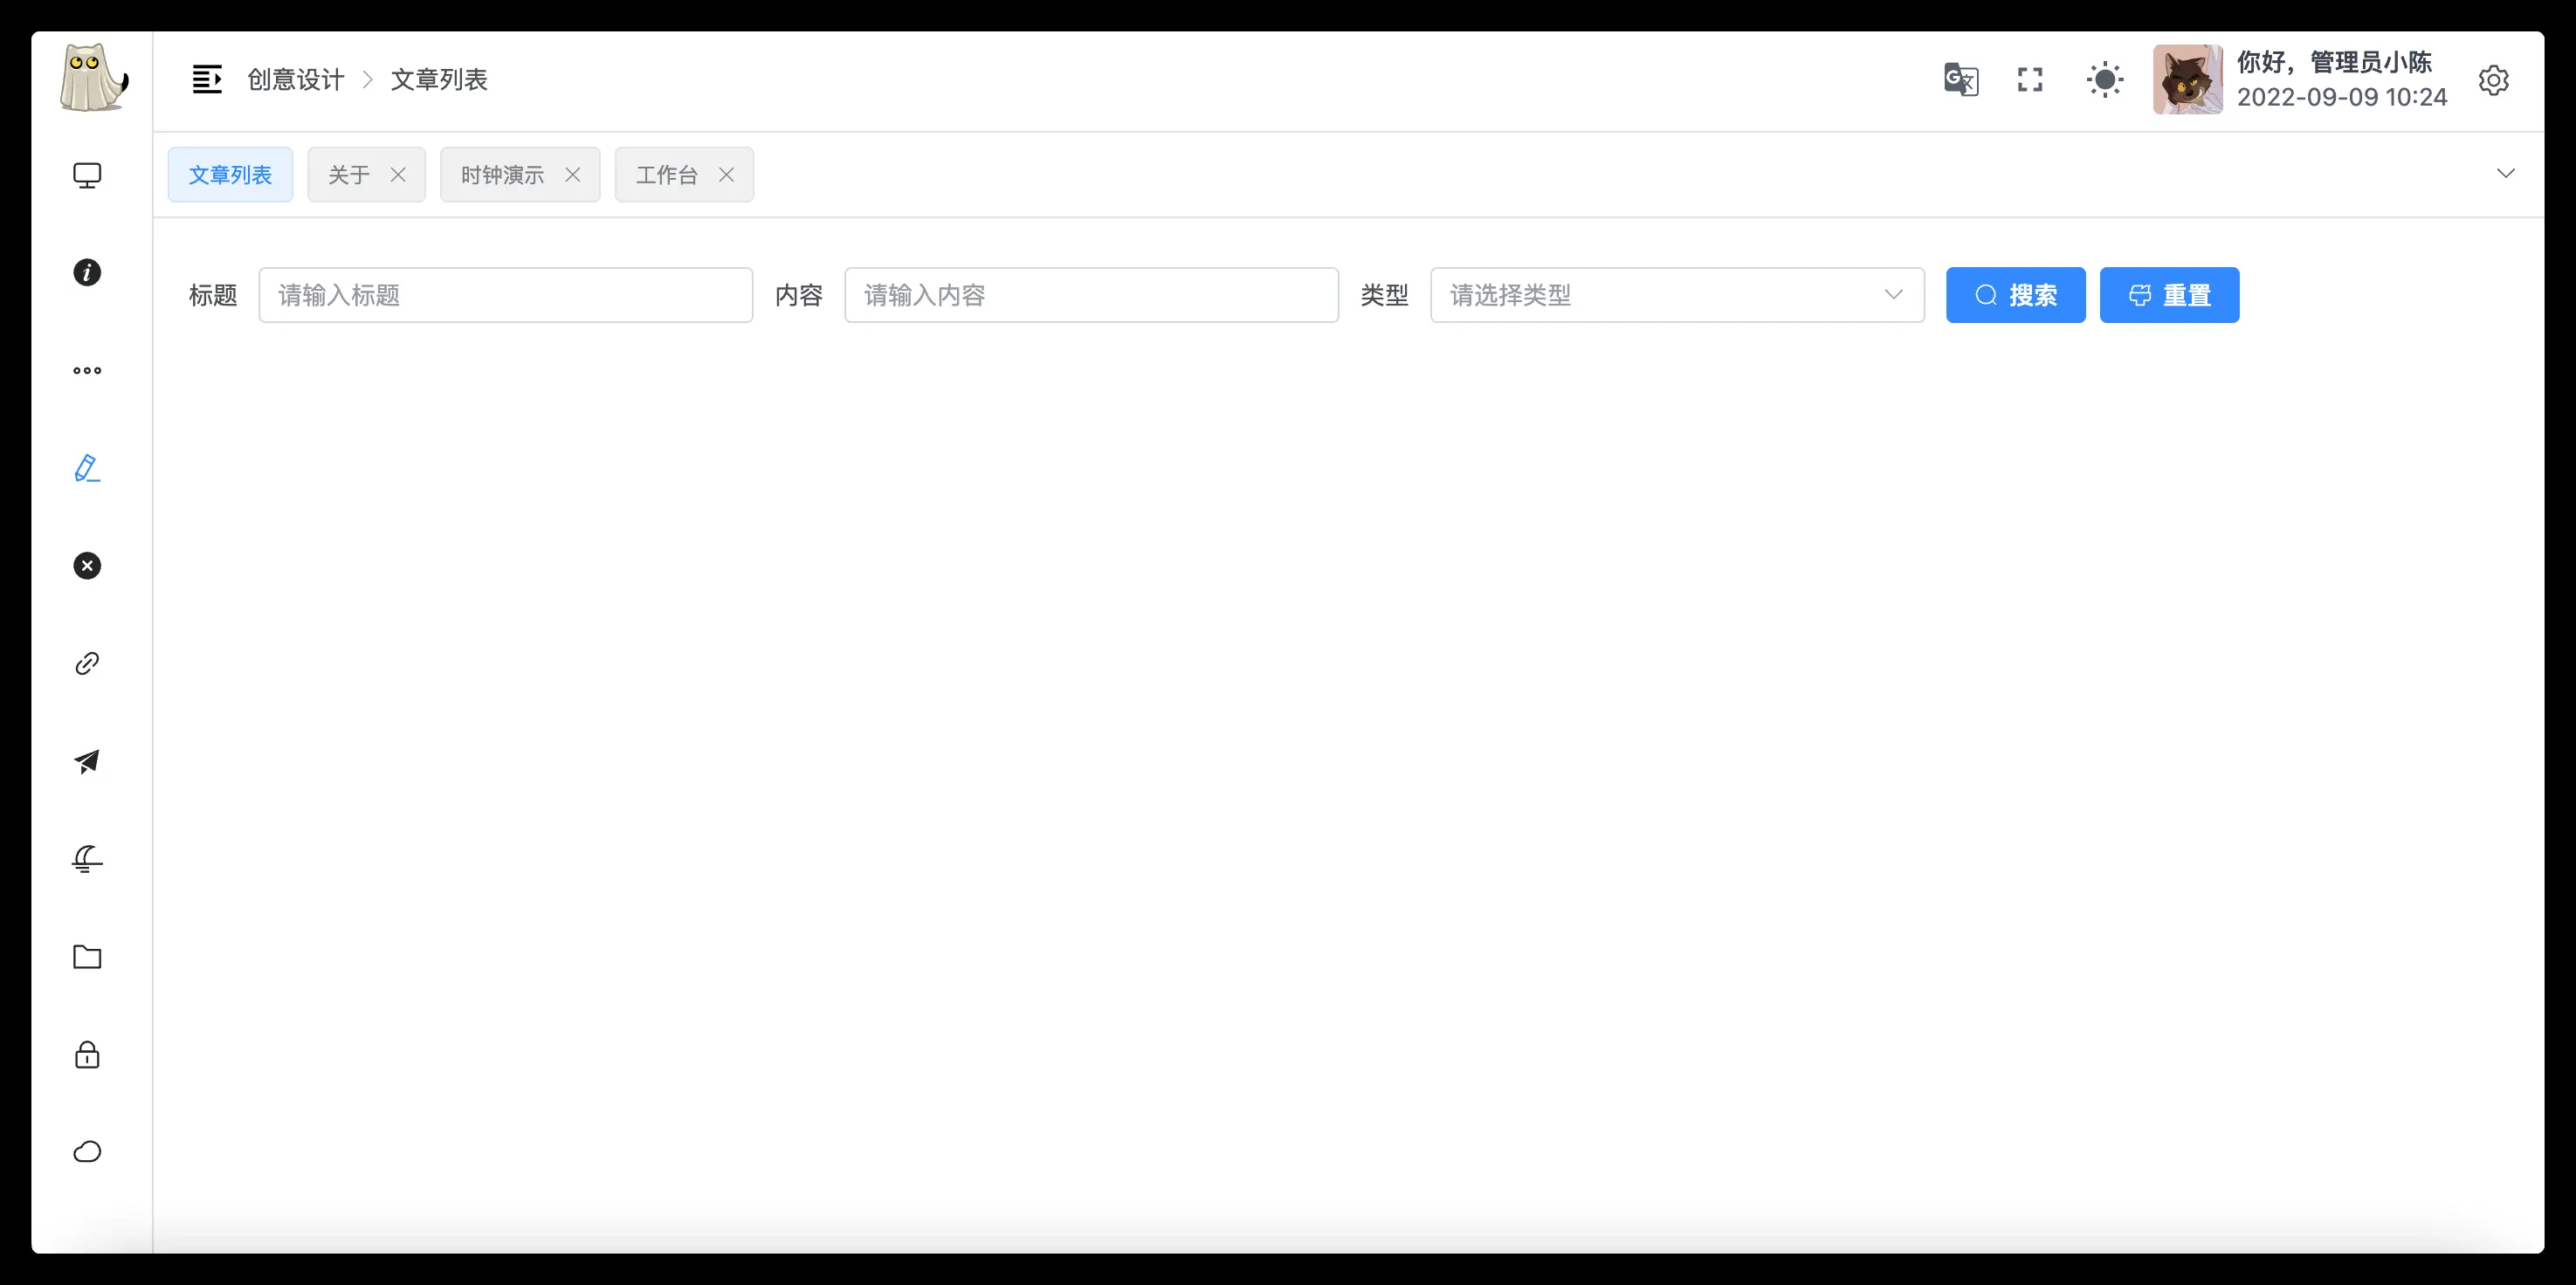 创意设计 文章列表
你好，管理员小陈
2022-09-09 10:24
文章列表 关于 时钟演示 工作台
标题 请输入标题 内容 请输入内容 类型 请选择类型 搜索 重置